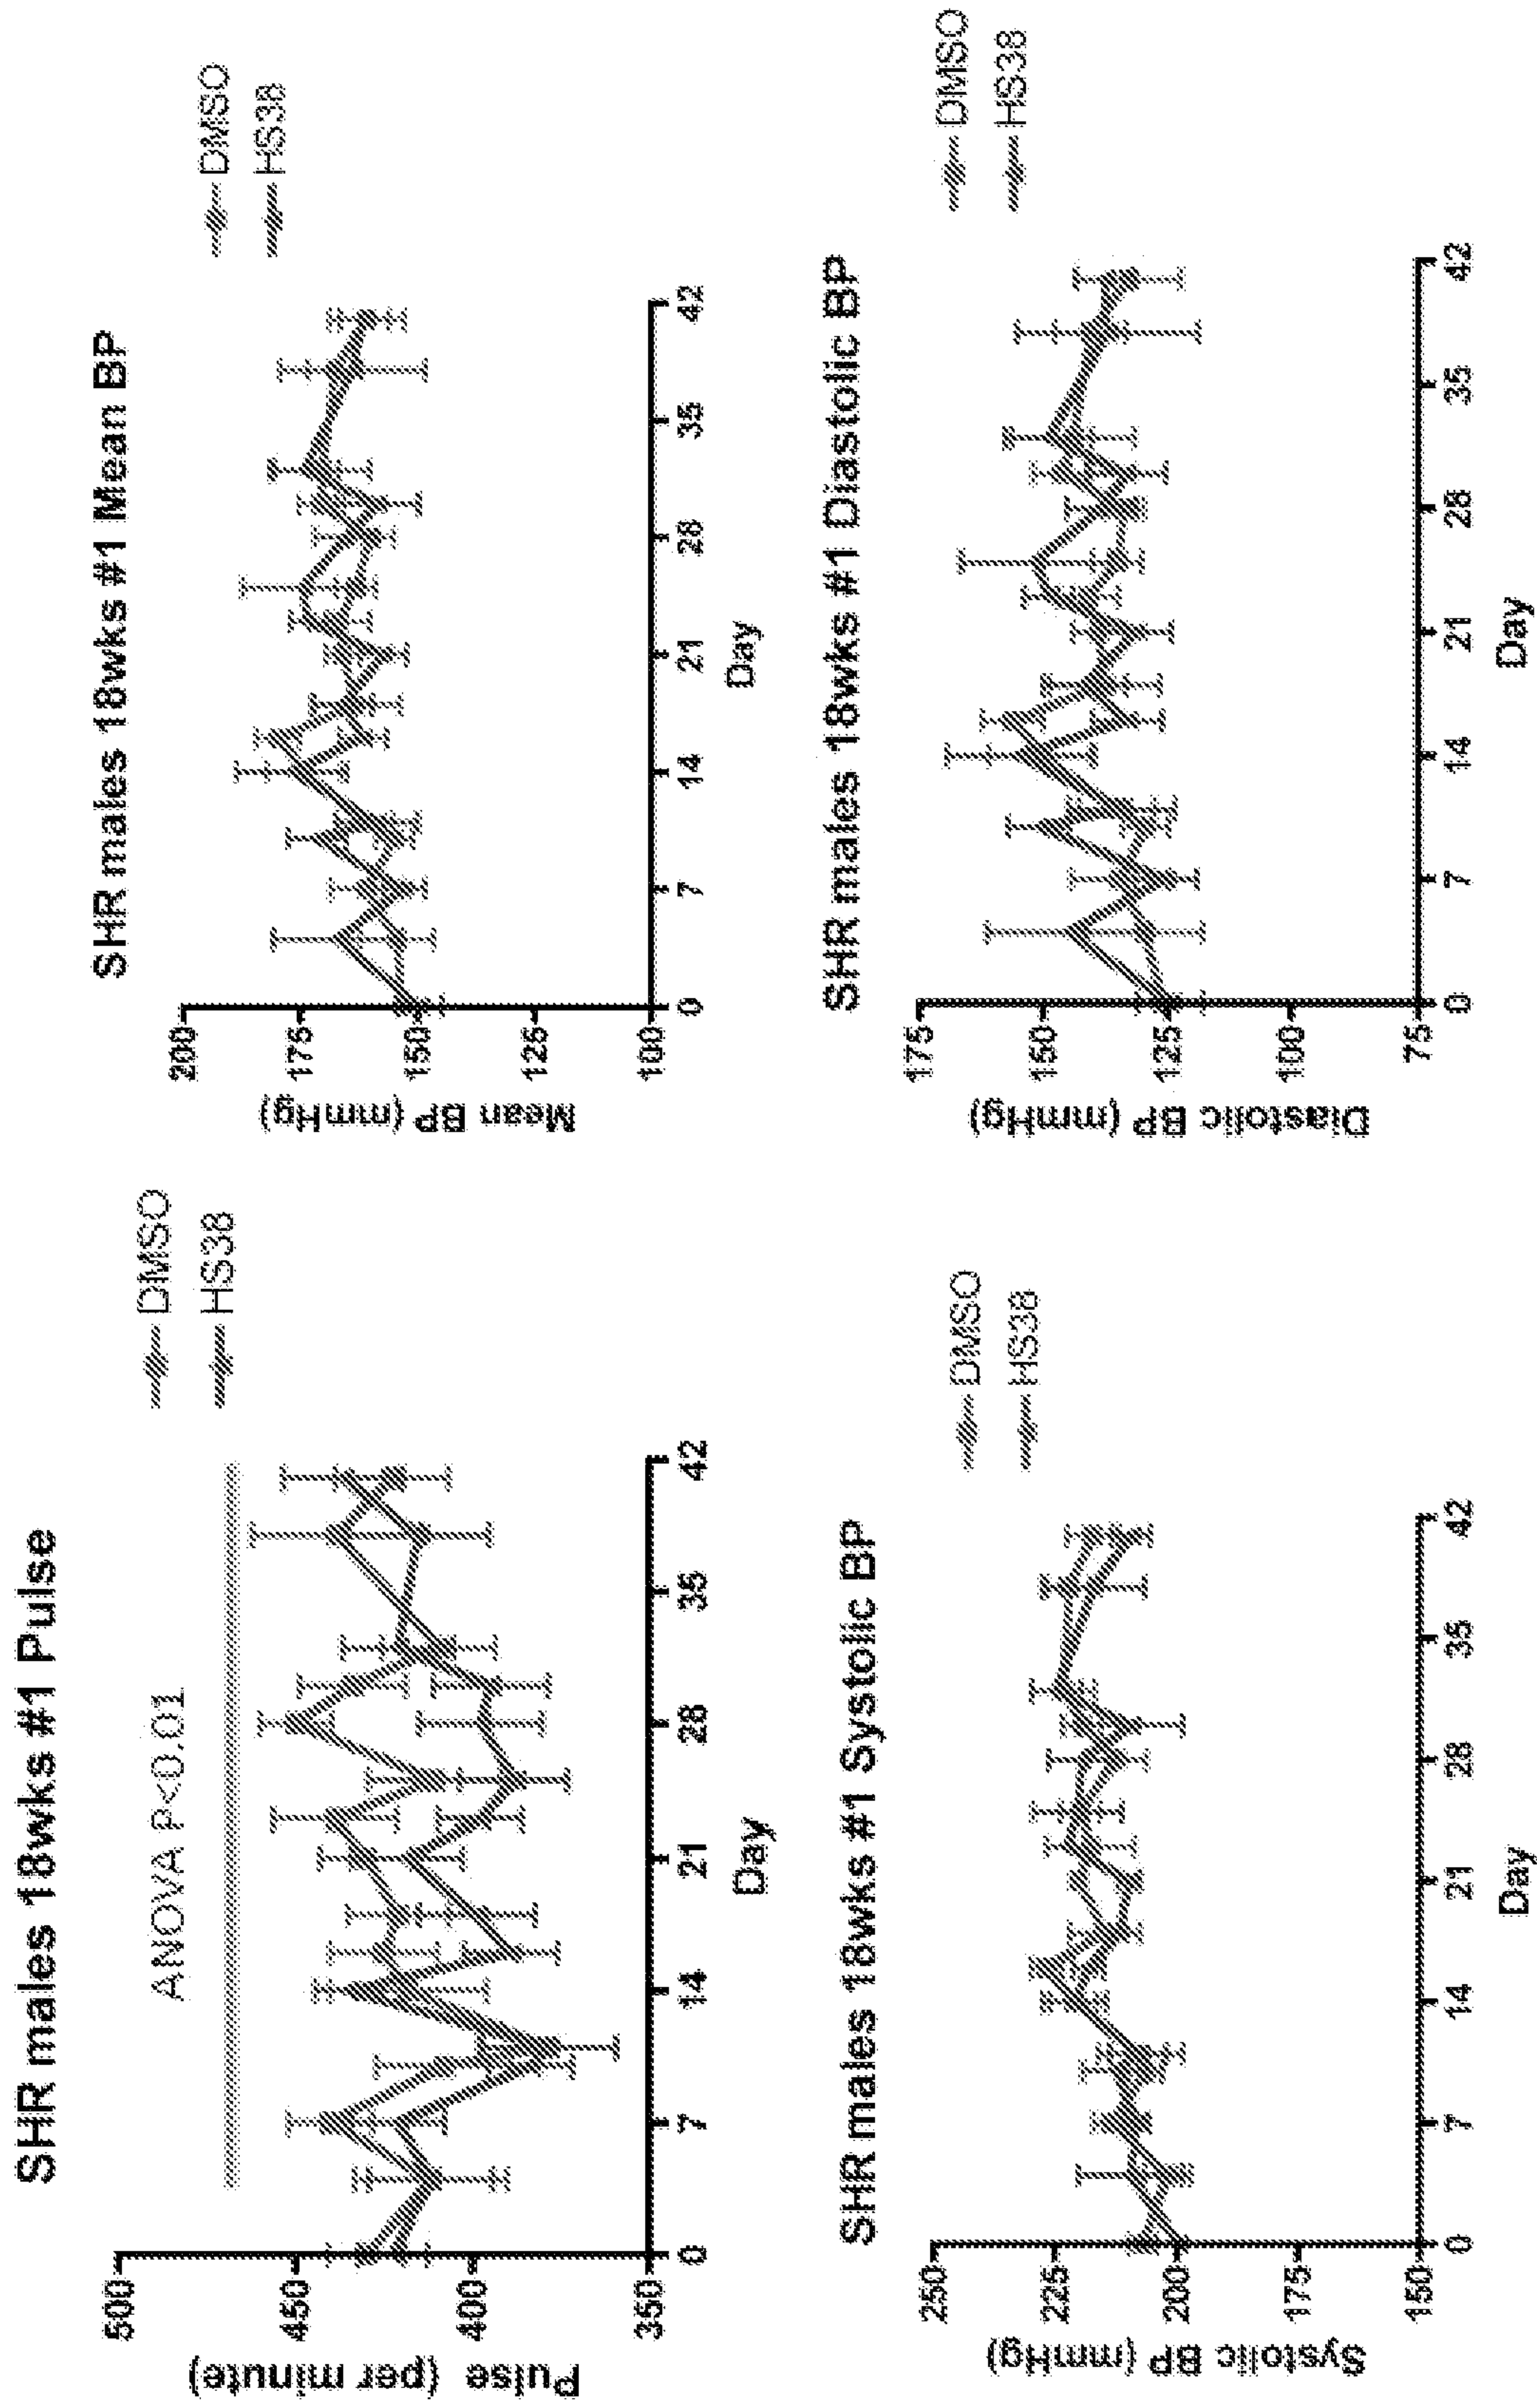 SHR males 18wks #1 Pulse
ANOVA P<0.01
DMSO
HS38
Pulse (per minute)
500
450
400
350
0 7 14 21 28 35 42
Day
SHR males 18wks #1 Mean BP
DMSO
HS38
Mean BP (mmHg)
200
175
150
125
100
0 7 14 21 28 35 42
Day
SHR males 18wks #1 Systolic BP
DMSO
HS38
Systolic BP (mmHg)
250
225
200
175
150
0 7 14 21 28 35 42
Day
SHR males 18wks #1 Diastolic BP
DMSO
HS38
Diastolic BP (mmHg)
175
150
125
100
75
0 7 14 21 28 35 42
Day